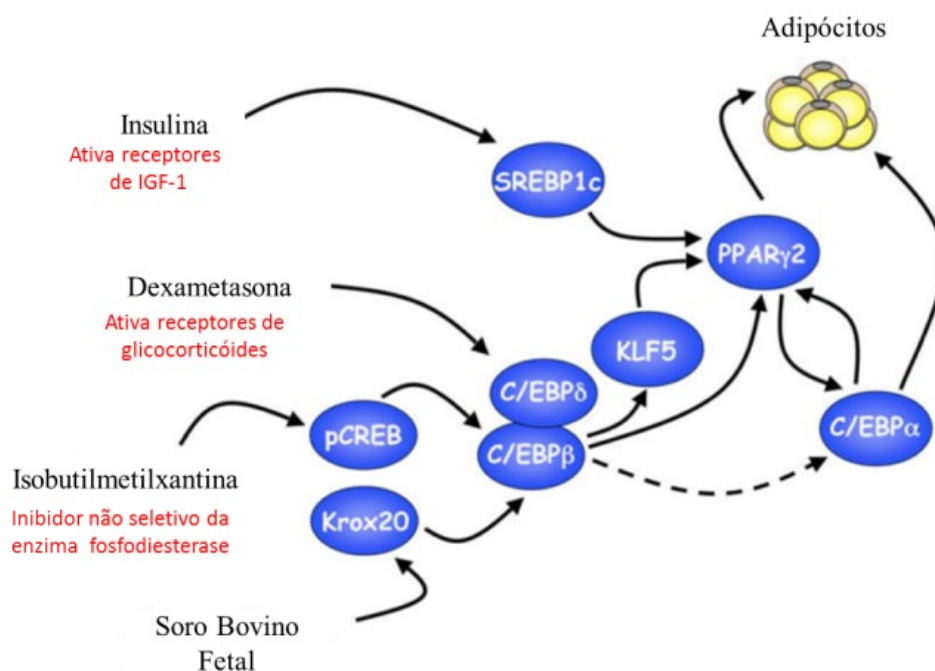 Adipócitos
Insulina
Ativa receptores
de IGF-1
SREBP1c
PPARγ2
Dexametasona
Ativa receptores de
glicocorticóides
KLF5
C/EBPδ
pCREB
C/EBPβ
C/EBPα
Isobutilmetilxantina
Inibidor não seletivo da
enzima fosfodiesterase
Krox20
Soro Bovino
Fetal